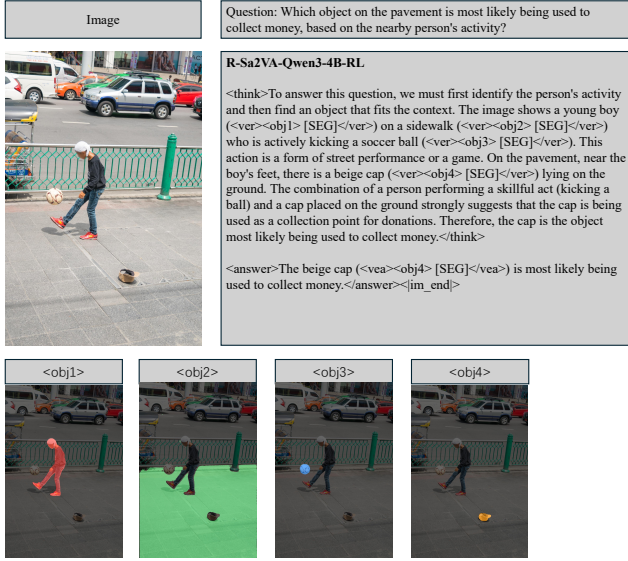 Image
Question: Which object on the pavement is most likely being used to
collect money, based on the nearby person's activity?
R-Sa2VA-Qwen3-4B-RL
<think>To answer this question, we must first identify the person's activity
and then find an object that fits the context. The image shows a young boy
(<ver><obj1> [SEG]</ver>) on a sidewalk (<ver><obj2> [SEG]</ver>)
who is actively kicking a soccer ball (<ver><obj3> [SEG]</ver>). This
action is a form of street performance or a game. On the pavement, near the
boy's feet, there is a beige cap (<ver><obj4> [SEG]</ver>) lying on the
ground. The combination of a person performing a skillful act (kicking a
ball) and a cap placed on the ground strongly suggests that the cap is being
used as a collection point for donations. Therefore, the cap is the object
most likely being used to collect money.</think>
<answer>The beige cap (<vea><obj4> [SEG]</vea>) is most likely being
used to collect money.</answer><|im_end|>
<obj1>
<obj2>
<obj3>
<obj4>